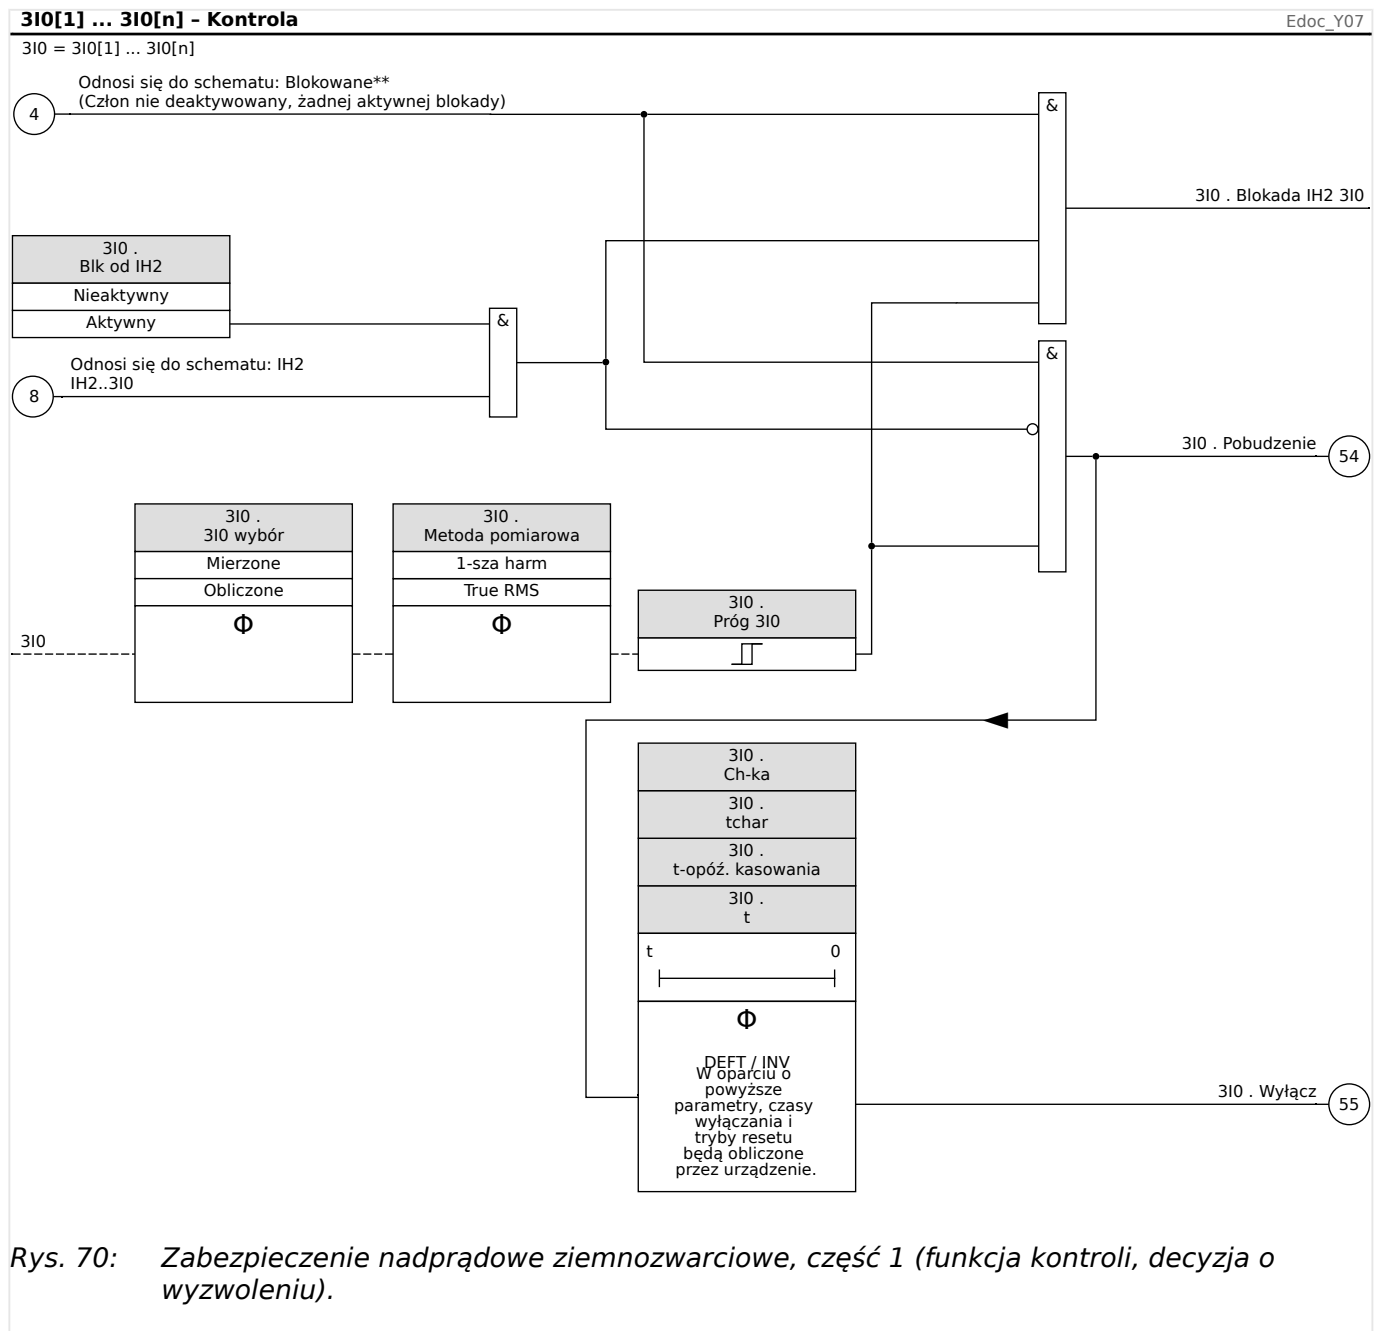 3I0[1] ... 3I0[n] – Kontrola
Edoc_Y07
3I0 = 3I0[1] ... 3I0[n]
Odnosi się do schematu: Blokowane**
(Człon nie deaktywowany, żadnej aktywnej blokady)
4
&
3I0 . Blokada IH2 3I0
3I0 .
Blk od IH2
Nieaktywny
Aktywny
&
&
Odnosi się do schematu: IH2
IH2..3I0
8
3I0 . Pobudzenie
54
3I0 .
3I0 wybór
Mierzone
Obliczone
Φ
3I0 .
Metoda pomiarowa
1-sza harm
True RMS
Φ
3I0 .
Próg 3I0
3I0
3I0 .
Ch-ka
3I0 .
tchar
3I0 .
t-opóź. kasowania
3I0 .
t
t 0
Φ
DEFT / INV
W oparciu o
powyższe
parametry, czasy
wyłączania i
tryby resetu
będą obliczone
przez urządzenie.
3I0 . Wyłącz
55
Rys. 70: Zabezpieczenie nadprądowe ziemnozwarciowe, część 1 (funkcja kontroli, decyzja o
wyzwoleniu).